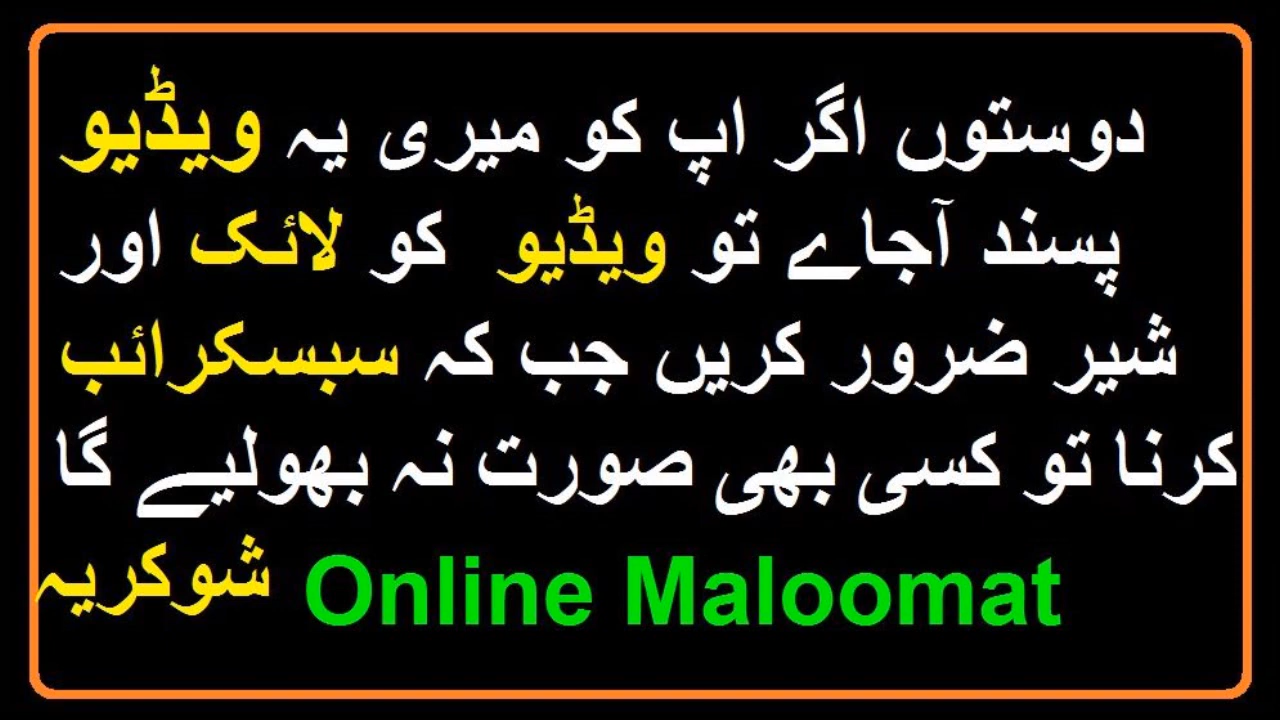 دوستوں اگر اپ کو میری یہ ویڈیو
پسند آجاے تو ویڈیو کو لائک اور
شیر ضرور کریں جب کہ سبسکرائب
کرنا تو کسی بھی صورت نہ بھولیے گا
شوکریہ Online Maloomat